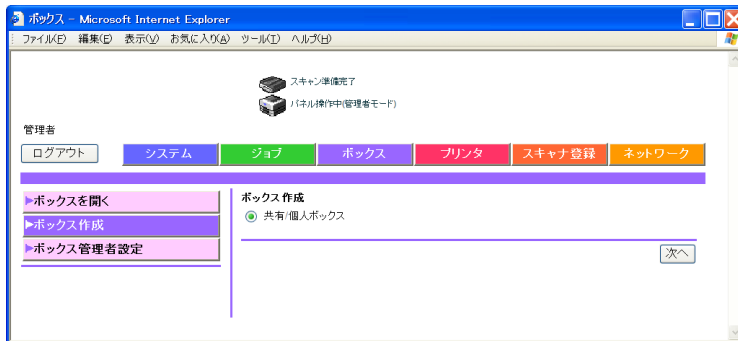 ボックス - Microsoft Internet Explorer
ファイル(F) 編集(E) 表示(V) お気に入り(A) ツール(T) ヘルプ(H)
スキャン準備完了
パネル操作中(管理者モード)
管理者
ログアウト システム ジョブ ボックス プリンタ スキャナ登録 ネットワーク
ボックスを開く
ボックス作成
ボックス管理者設定
ボックス作成
共有/個人ボックス
次へ